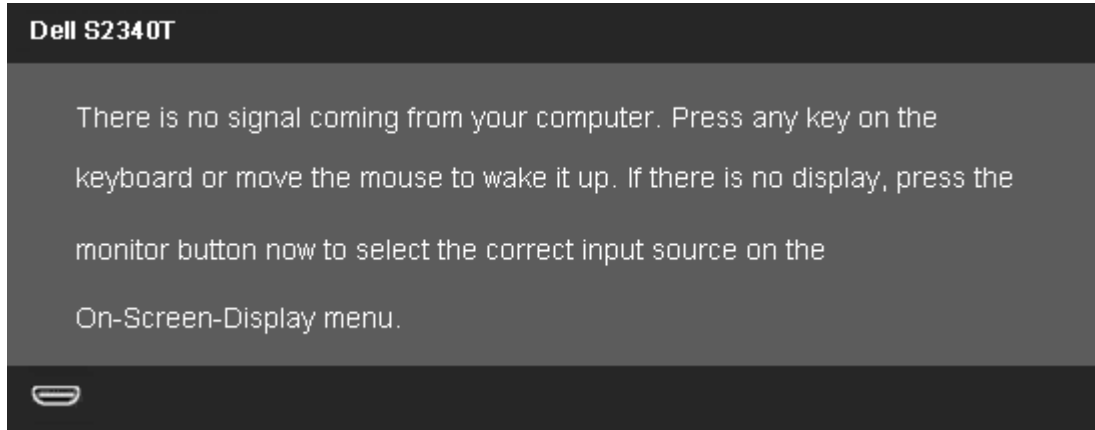 Dell S2340T
There is no signal coming from your computer. Press any key on the
keyboard or move the mouse to wake it up. If there is no display, press the
monitor button now to select the correct input source on the
On-Screen-Display menu.